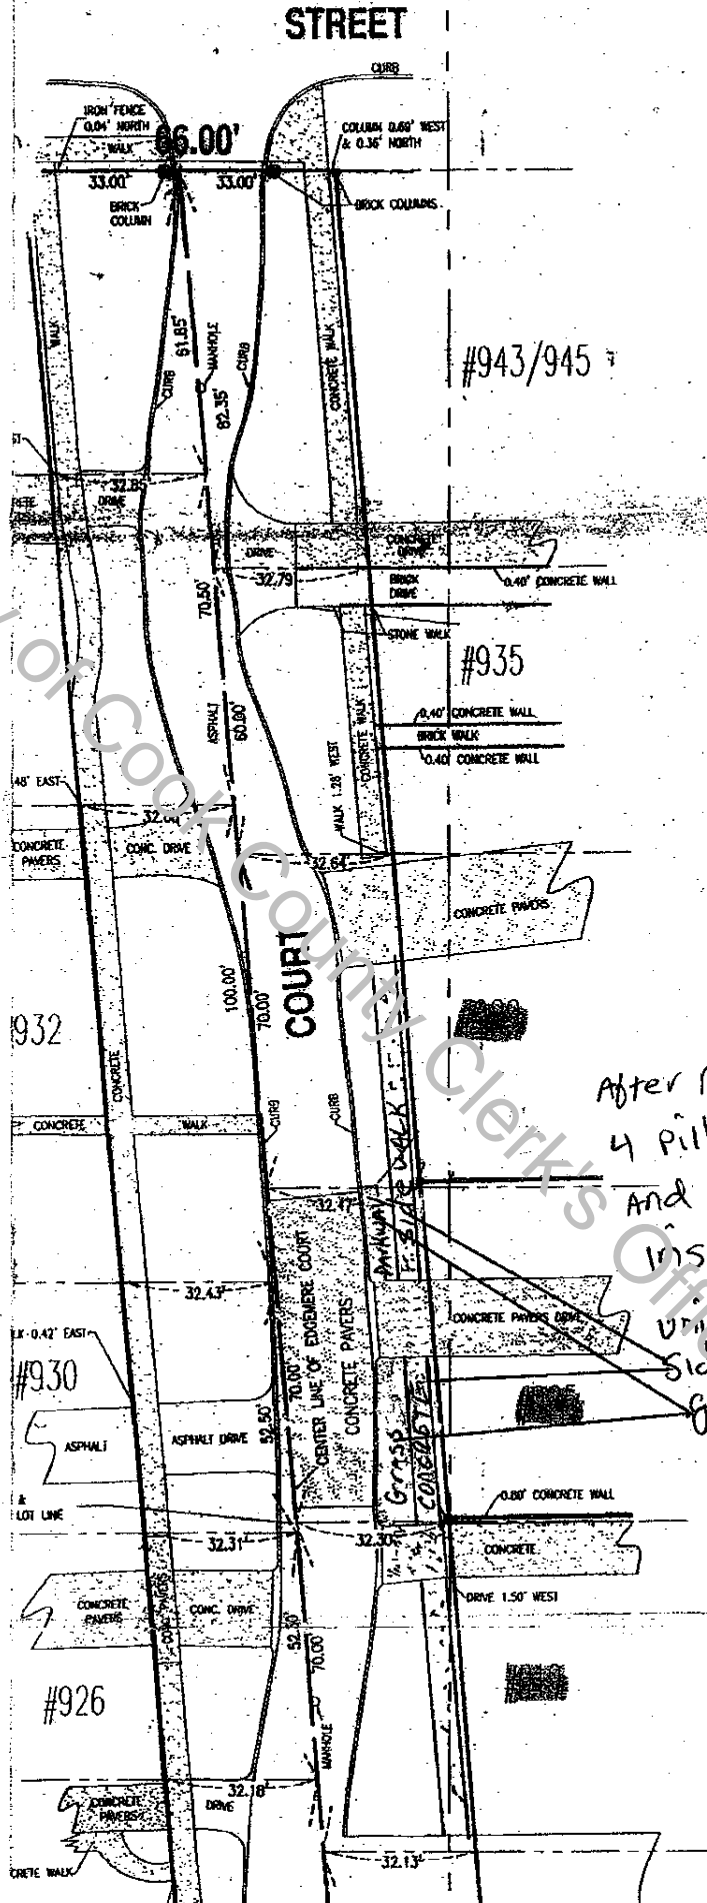 STREET
CURB
IRON FENCE
0.04' NORTH
WALK
66.00'
COLUMN 0.69' WEST
& 0.36' NORTH
33.00'
33.00'
BRICK
COLUMN
BRICK COLUMNS
WALK
61.85'
MANHOLE
CURB
CURB
82.35'
CONCRETE WALK
#943/945
32.85'
DRIVE
DRIVE
CONCRETE
DRIVE
32.79
BRICK
DRIVE
0.40' CONCRETE WALL
70.50'
STONE WALK
#935
ASPHALT
60.00'
CONCRETE WALK
0.40' CONCRETE WALL
BRICK WALK
0.40' CONCRETE WALL
WALK 1.28' WEST
48' EAST
CONCRETE
PAVERS
CONC. DRIVE
32.64'
CONCRETE PAVERS
100.00'
70.00'
COURT
932
CONCRETE
CONCRETE
WALK
CURB
CURB
After
4
And
PARKWAY
SIDEWALK
32.47'
32.43'
CENTER LINE OF EDGEMERE COURT
CONCRETE PAVERS
CONCRETE PAVERS DRIVE
0.42' EAST
#930
52.50'
70.00'
ASPHALT
ASPHALT DRIVE
Grass
CONCRETE
&
LOT LINE
0.80' CONCRETE WALL
32.31'
32.30'
CONCRETE
CONCRETE
PAVERS
CONC. PAVERS
CONC. DRIVE
DRIVE 1.50' WEST
52.50'
70.00'
#926
MANHOLE
32.18'
CONCRETE
PAVERS
DRIVE
CRETE WALK
32.13'
of Cook County Clerk's Office